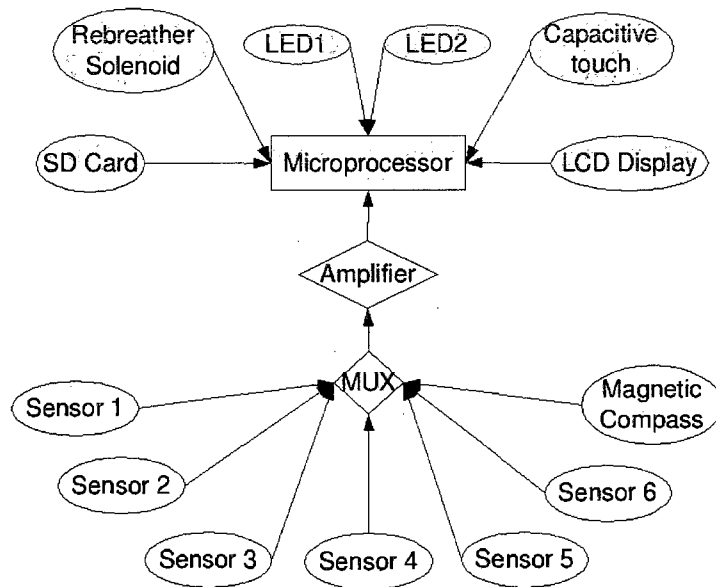 Rebreather
Solenoid
LED1
LED2
Capacitive
touch
SD Card
Microprocessor
LCD Display
Amplifier
MUX
Sensor 1
Magnetic
Compass
Sensor 2
Sensor 6
Sensor 3
Sensor 4
Sensor 5